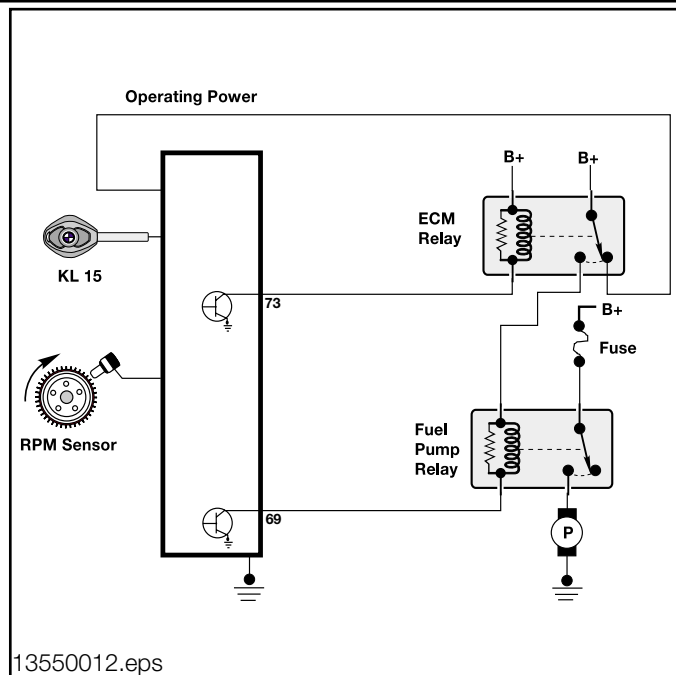 Operating Power
B+
B+
ECM
Relay
KL 15
73
B+
Fuse
RPM Sensor
Fuel
Pump
Relay
69
P
13550012.eps